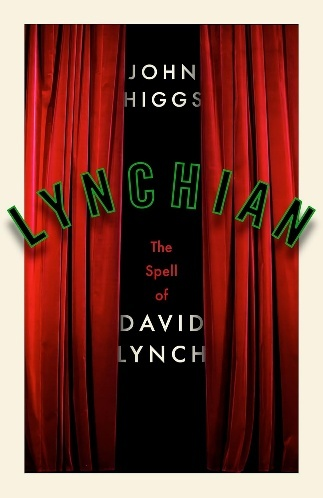 JOHN
HIGGS
LYNCHIAN
The
Spell
of
DAVID
LYNCH